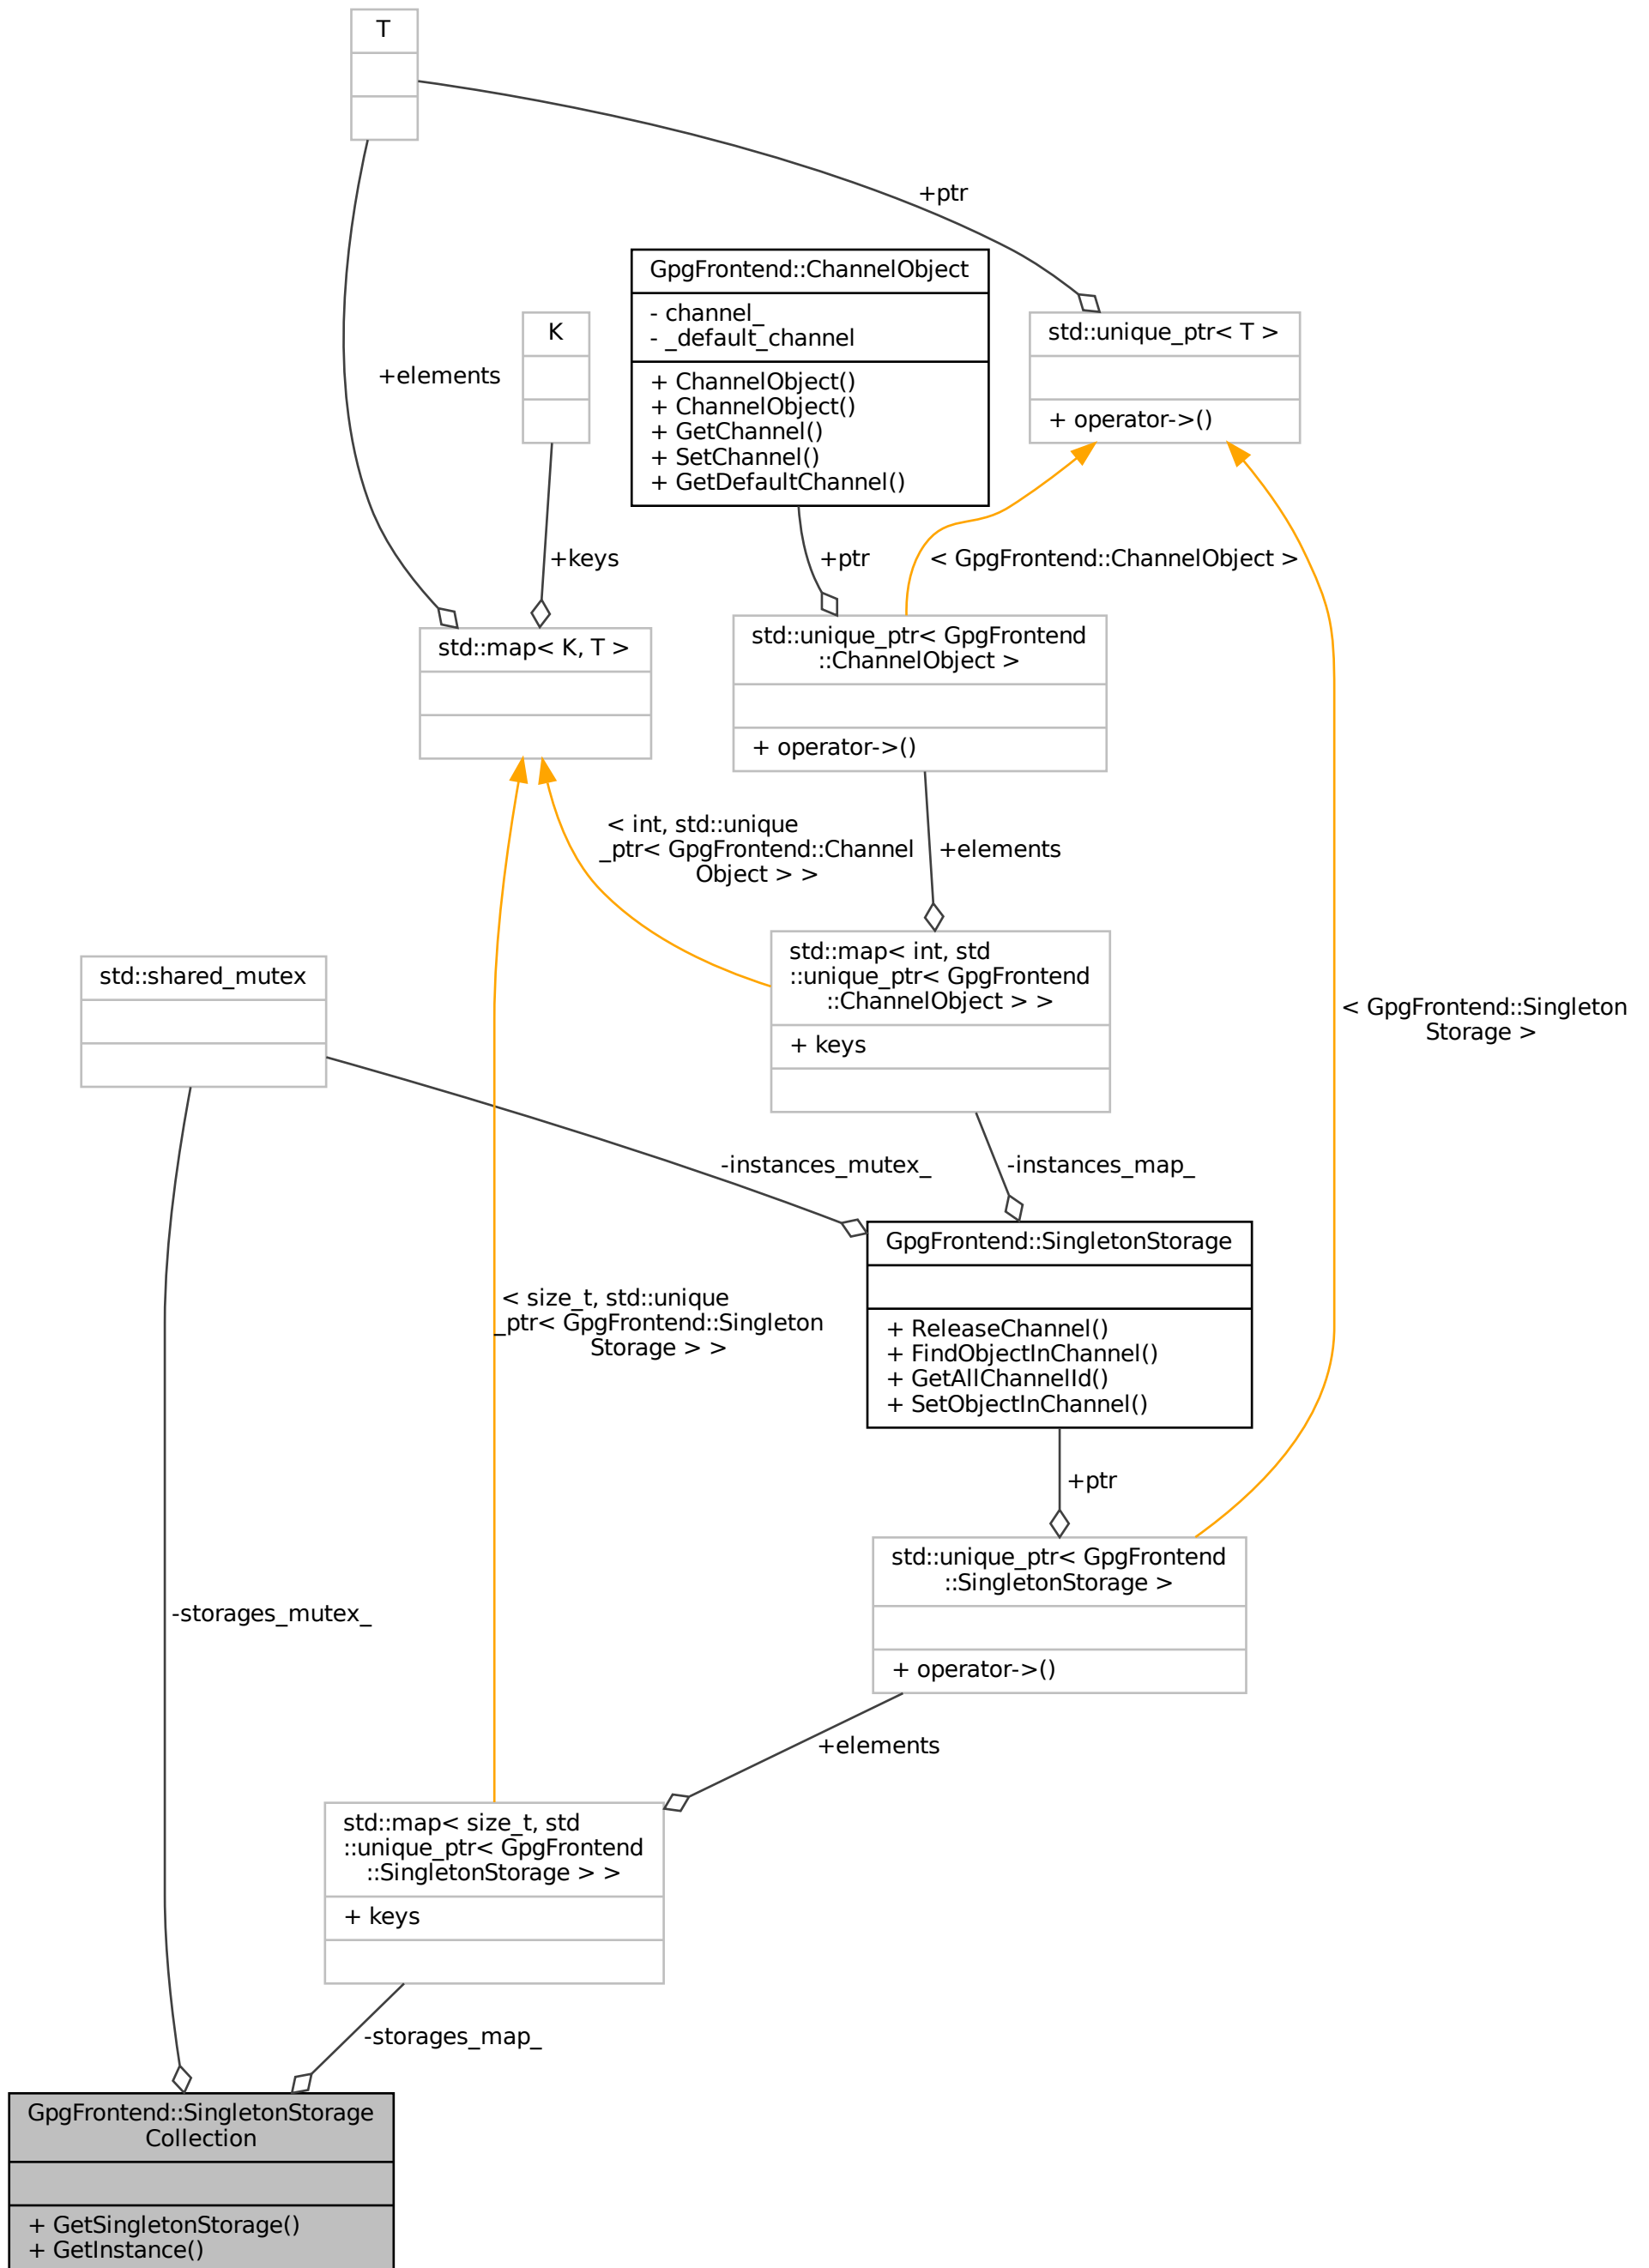 T
+ptr
GpgFrontend::ChannelObject
- channel_
- _default_channel
+ ChannelObject()
+ ChannelObject()
+ GetChannel()
+ SetChannel()
+ GetDefaultChannel()
K
std::unique_ptr< T >
+ operator->()
+elements
+keys
+ptr
< GpgFrontend::ChannelObject >
std::map< K, T >
std::unique_ptr< GpgFrontend
::ChannelObject >
+ operator->()
< int, std::unique
_ptr< GpgFrontend::Channel
Object > >
+elements
std::shared_mutex
std::map< int, std
::unique_ptr< GpgFrontend
::ChannelObject > >
+ keys
< GpgFrontend::Singleton
Storage >
-instances_mutex_
-instances_map_
GpgFrontend::SingletonStorage
+ ReleaseChannel()
+ FindObjectInChannel()
+ GetAllChannelId()
+ SetObjectInChannel()
< size_t, std::unique
_ptr< GpgFrontend::Singleton
Storage > >
+ptr
std::unique_ptr< GpgFrontend
::SingletonStorage >
+ operator->()
-storages_mutex_
+elements
std::map< size_t, std
::unique_ptr< GpgFrontend
::SingletonStorage > >
+ keys
-storages_map_
GpgFrontend::SingletonStorage
Collection
+ GetSingletonStorage()
+ GetInstance()